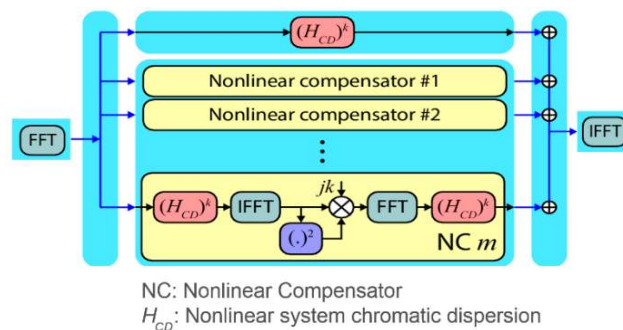 (H_CD)^k
Nonlinear compensator #1
Nonlinear compensator #2
FFT
IFFT
jk
(H_CD)^k IFFT FFT (H_CD)^k
(.)²
NC m
NC: Nonlinear Compensator
H_CD: Nonlinear system chromatic dispersion